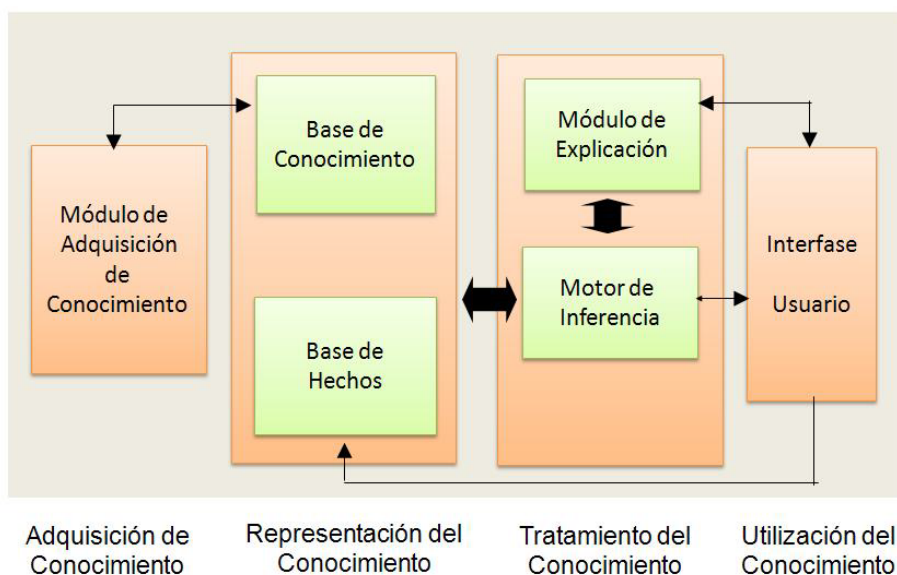 Módulo de
Adquisición
de
Conocimiento
Base de
Conocimiento
Base de
Hechos
Módulo de
Explicación
Motor de
Inferencia
Interfase
Usuario
Adquisición de
Conocimiento
Representación del
Conocimiento
Tratamiento del
Conocimiento
Utilización del
Conocimiento